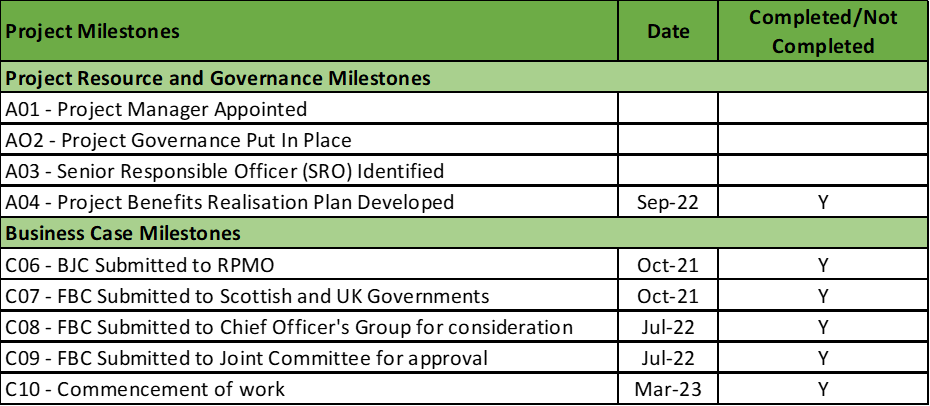 Project Milestones Date Completed/Not
Completed
Project Resource and Governance Milestones
A01 - Project Manager Appointed
AO2 - Project Governance Put In Place
A03 - Senior Responsible Officer (SRO) Identified
A04 - Project Benefits Realisation Plan Developed Sep-22 Y
Business Case Milestones
C06 - BJC Submitted to RPMO Oct-21 Y
C07 - FBC Submitted to Scottish and UK Governments Oct-21 Y
C08 - FBC Submitted to Chief Officer's Group for consideration Jul-22 Y
C09 - FBC Submitted to Joint Committee for approval Jul-22 Y
C10 - Commencement of work Mar-23 Y